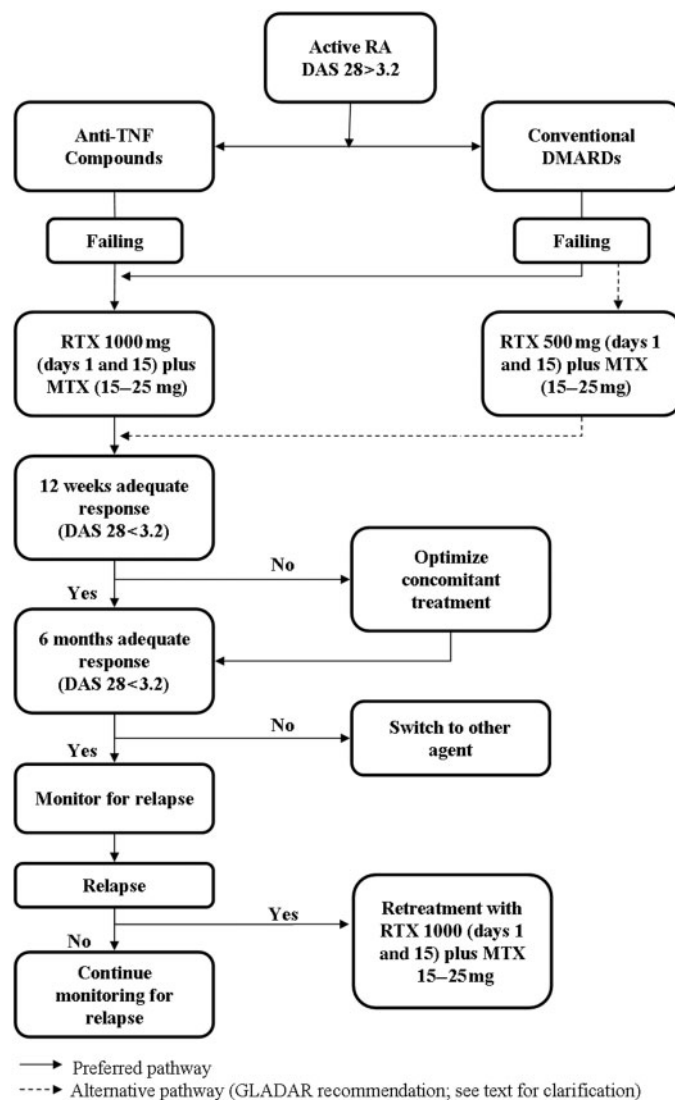 Active RA
DAS 28>3.2
Anti-TNF
Compounds
Conventional
DMARDs
Failing
Failing
RTX 1000 mg
(days 1 and 15) plus
MTX (15–25 mg)
RTX 500 mg (days 1
and 15) plus MTX
(15–25 mg)
12 weeks adequate
response
(DAS 28<3.2)
No
Optimize
concomitant
treatment
Yes
6 months adequate
response
(DAS 28<3.2)
No
Switch to other
agent
Yes
Monitor for relapse
Relapse
Yes
Retreatment with
RTX 1000 (days 1
and 15) plus MTX
15–25 mg
No
Continue
monitoring for
relapse
Preferred pathway
Alternative pathway (GLADAR recommendation; see text for clarification)